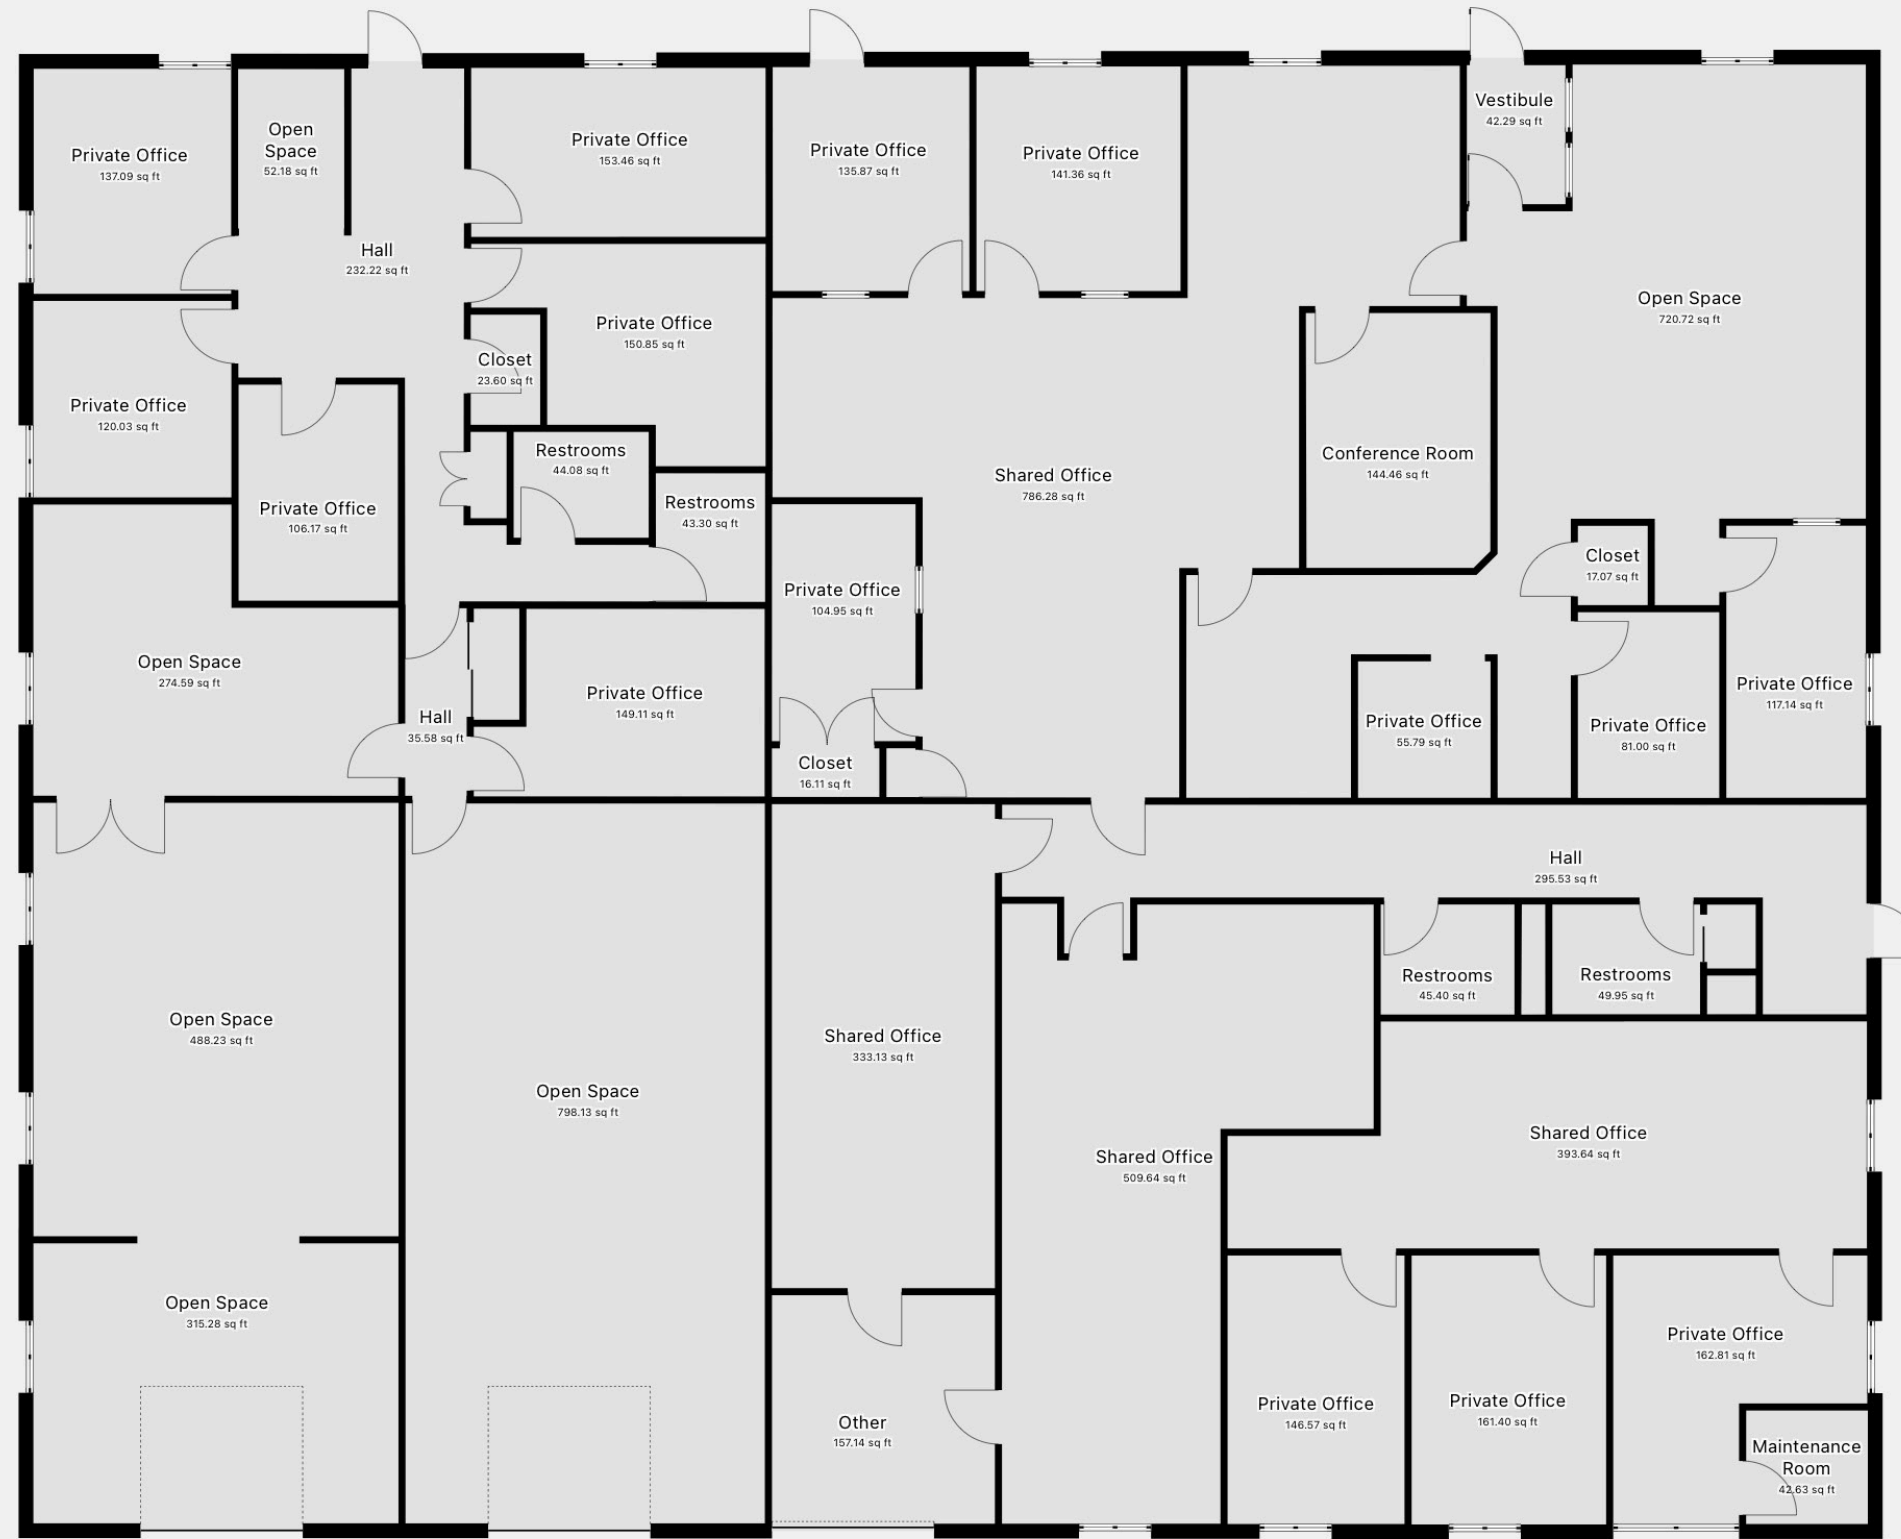 Vestibule
42.29 sq ft
Open
Space
52.18 sq ft
Private Office
137.09 sq ft
Private Office
153.46 sq ft
Private Office
135.87 sq ft
Private Office
141.36 sq ft
Hall
232.22 sq ft
Open Space
720.72 sq ft
Private Office
150.85 sq ft
Closet
23.60 sq ft
Private Office
120.03 sq ft
Restrooms
44.08 sq ft
Conference Room
144.46 sq ft
Shared Office
786.28 sq ft
Private Office
106.17 sq ft
Restrooms
43.30 sq ft
Closet
17.07 sq ft
Private Office
104.95 sq ft
Open Space
274.59 sq ft
Private Office
149.11 sq ft
Private Office
117.14 sq ft
Hall
35.58 sq ft
Private Office
55.79 sq ft
Private Office
81.00 sq ft
Closet
16.11 sq ft
Hall
295.53 sq ft
Restrooms
45.40 sq ft
Restrooms
49.95 sq ft
Open Space
488.23 sq ft
Shared Office
333.13 sq ft
Open Space
798.13 sq ft
Shared Office
509.64 sq ft
Shared Office
393.64 sq ft
Open Space
315.28 sq ft
Private Office
162.81 sq ft
Private Office
146.57 sq ft
Private Office
161.40 sq ft
Other
157.14 sq ft
Maintenance
Room
42.63 sq ft